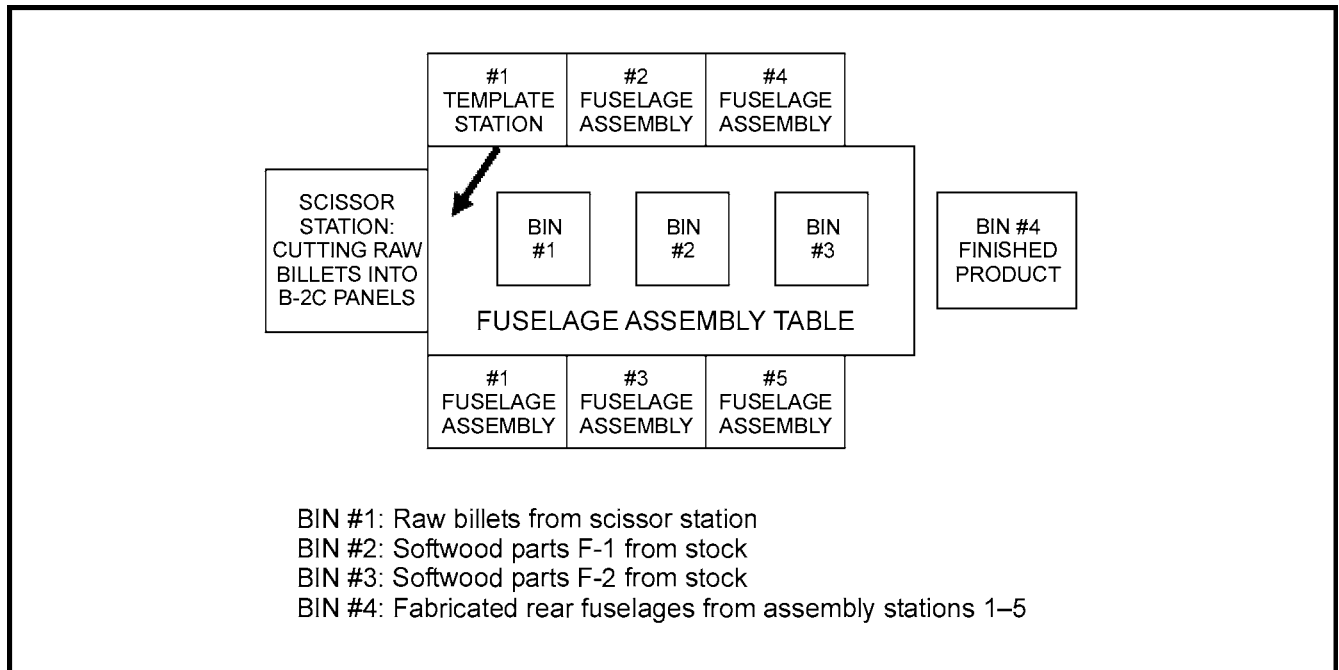 #1
TEMPLATE
STATION
#2
FUSELAGE
ASSEMBLY
#4
FUSELAGE
ASSEMBLY
SCISSOR
STATION:
CUTTING RAW
BILLETS INTO
B-2C PANELS
BIN
#1
BIN
#2
BIN
#3
BIN #4
FINISHED
PRODUCT
FUSELAGE ASSEMBLY TABLE
#1
FUSELAGE
ASSEMBLY
#3
FUSELAGE
ASSEMBLY
#5
FUSELAGE
ASSEMBLY
BIN #1: Raw billets from scissor station
BIN #2: Softwood parts F-1 from stock
BIN #3: Softwood parts F-2 from stock
BIN #4: Fabricated rear fuselages from assembly stations 1–5